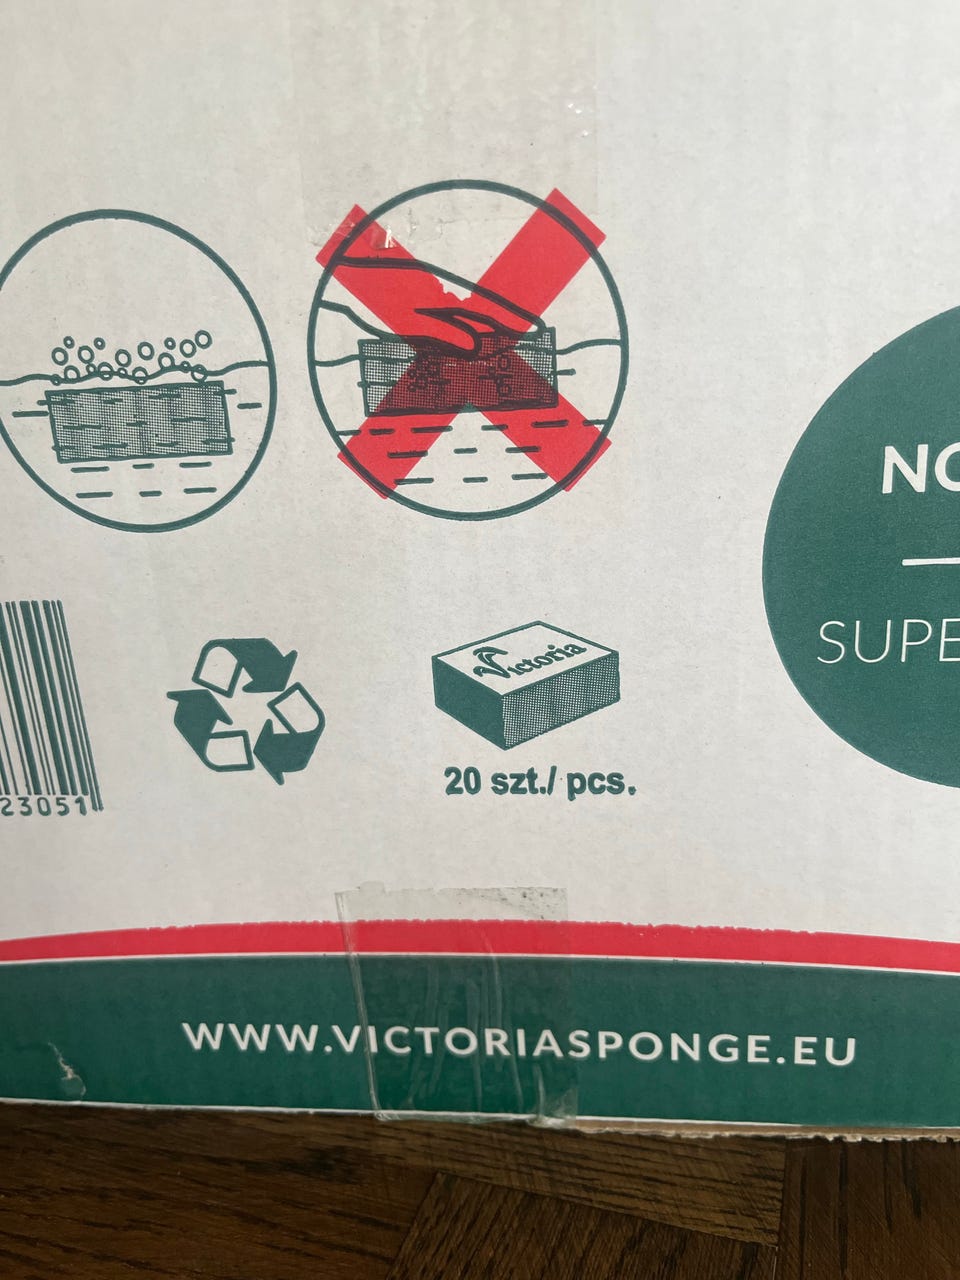 Victoria
20 szt./ pcs.
23051
NO
SUPE
WWW.VICTORIASPONGE.EU